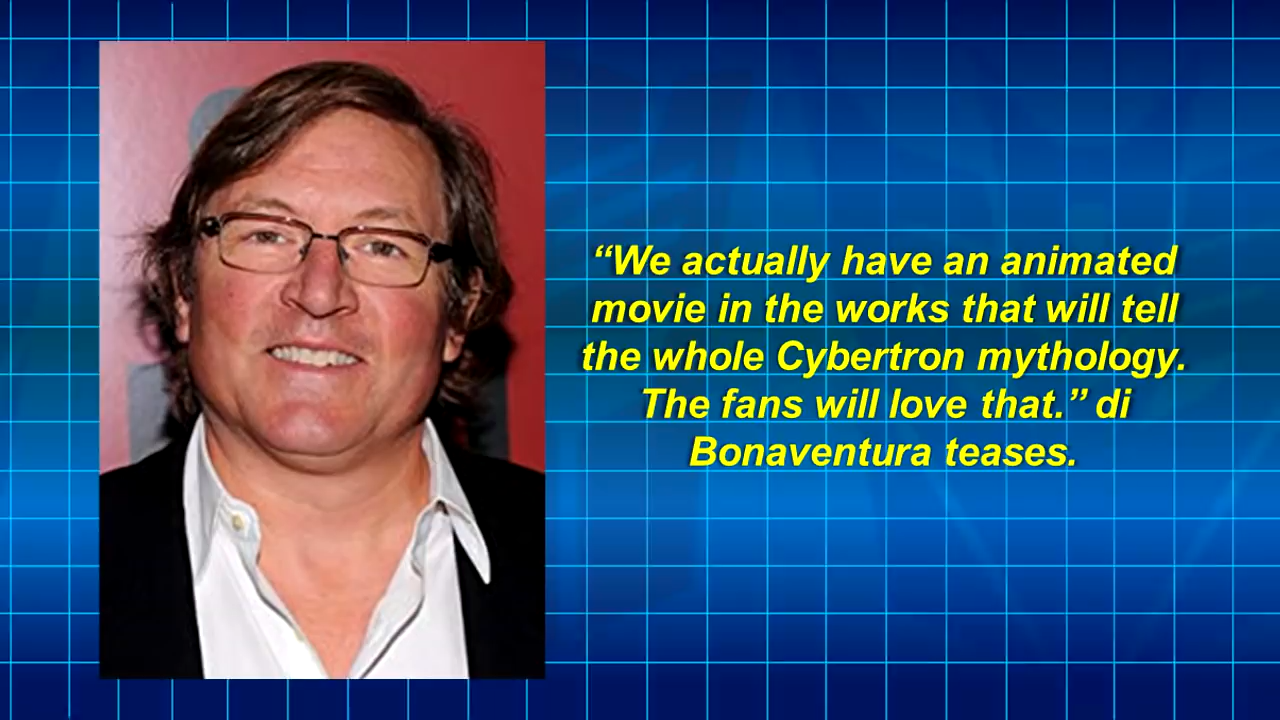 “We actually have an animated
movie in the works that will tell
the whole Cybertron mythology.
The fans will love that.” di
Bonaventura teases.